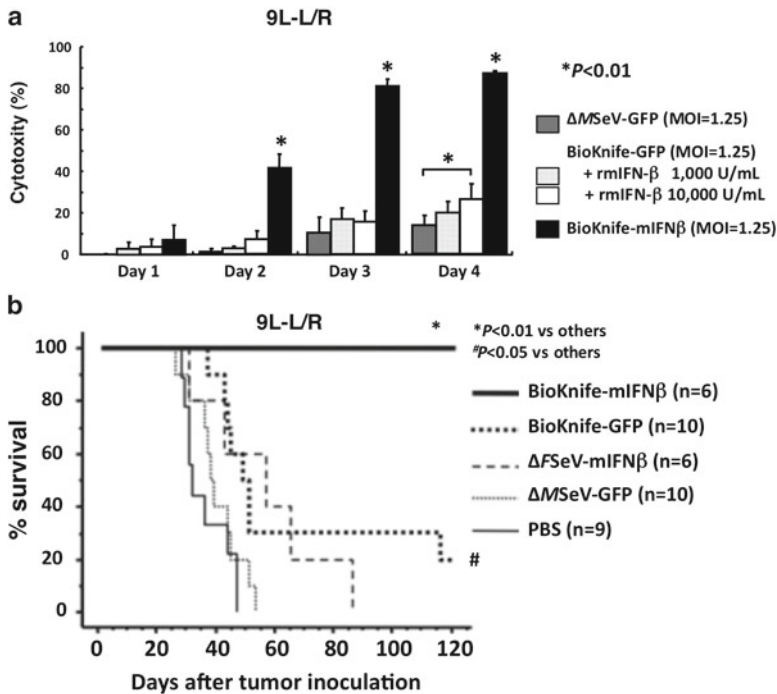 a
9L-L/R
Cytotoxity (%)
100
80
60
40
20
0
Day 1
Day 2
Day 3
Day 4
*
*
*
*
*P<0.01
ΔMSeV-GFP (MOI=1.25)
BioKnife-GFP (MOI=1.25)
+ rmIFN-β 1,000 U/mL
+ rmIFN-β 10,000 U/mL
BioKnife-mIFNβ (MOI=1.25)
b
9L-L/R
*
% survival
100
80
60
40
20
0
0 20 40 60 80 100 120
Days after tumor inoculation
#
*P<0.01 vs others
#P<0.05 vs others
BioKnife-mIFNβ (n=6)
BioKnife-GFP (n=10)
ΔFSeV-mIFNβ (n=6)
ΔMSeV-GFP (n=10)
PBS (n=9)